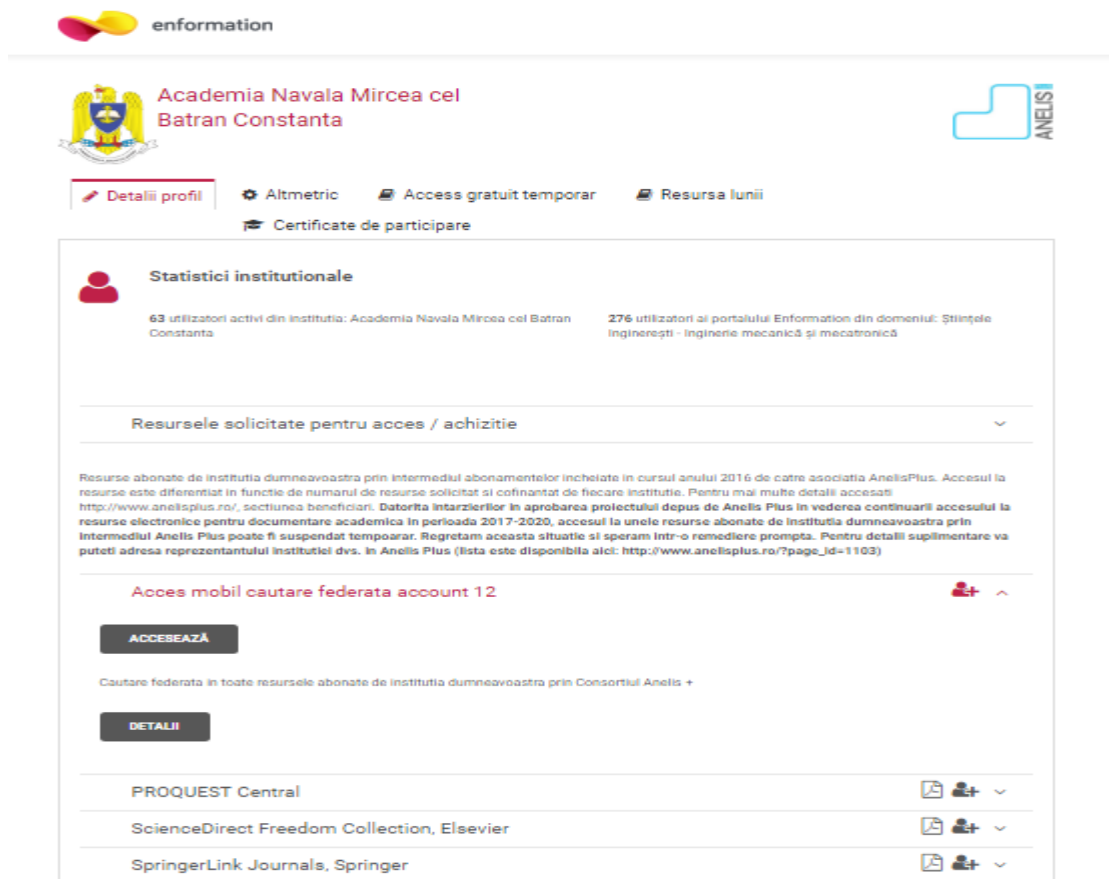 enformation
Academia Navala Mircea cel
Batran Constanta
ANELIS
Detalii profil
Altmetric
Access gratuit temporar
Resursa lunii
Certificate de participare
Statistici institutionale
63 utilizatori activi din institutia: Academia Navala Mircea cel Batran
Constanta
276 utilizatori ai portalului Enformation din domeniul: Științele
inginerești - Inginerie mecanică și mecatronică
Resursele solicitate pentru acces / achizitie
Resurse abonate de institutia dumneavoastra prin intermediul abonamentelor incheiate in cursul anului 2016 de catre asociatia AnelisPlus. Accesul la
resurse este diferentiat in functie de numarul de resurse solicitat si cofinantat de fiecare institutie. Pentru mai multe detalii accesati
http://www.anelisplus.ro/, sectiunea beneficiari. Datorita intarzierilor in aprobarea proiectului depus de Anelis Plus in vederea continuarii accesului la
resurse electronice pentru documentare academica in perioada 2017-2020, accesul la unele resurse abonate de institutia dumneavoastra prin
intermediul Anelis Plus poate fi suspendat tempoarar. Regretam aceasta situatie si speram intr-o remediere prompta. Pentru detalii suplimentare va
puteti adresa reprezentantului institutiei dvs. in Anelis Plus (lista este disponibila aici: http://www.anelisplus.ro/?page_id=1103)
Acces mobil cautare federata account 12
ACCESEAZĂ
Cautare federata in toate resursele abonate de institutia dumneavoastra prin Consortiul Anelis +
DETALII
PROQUEST Central
ScienceDirect Freedom Collection, Elsevier
SpringerLink Journals, Springer